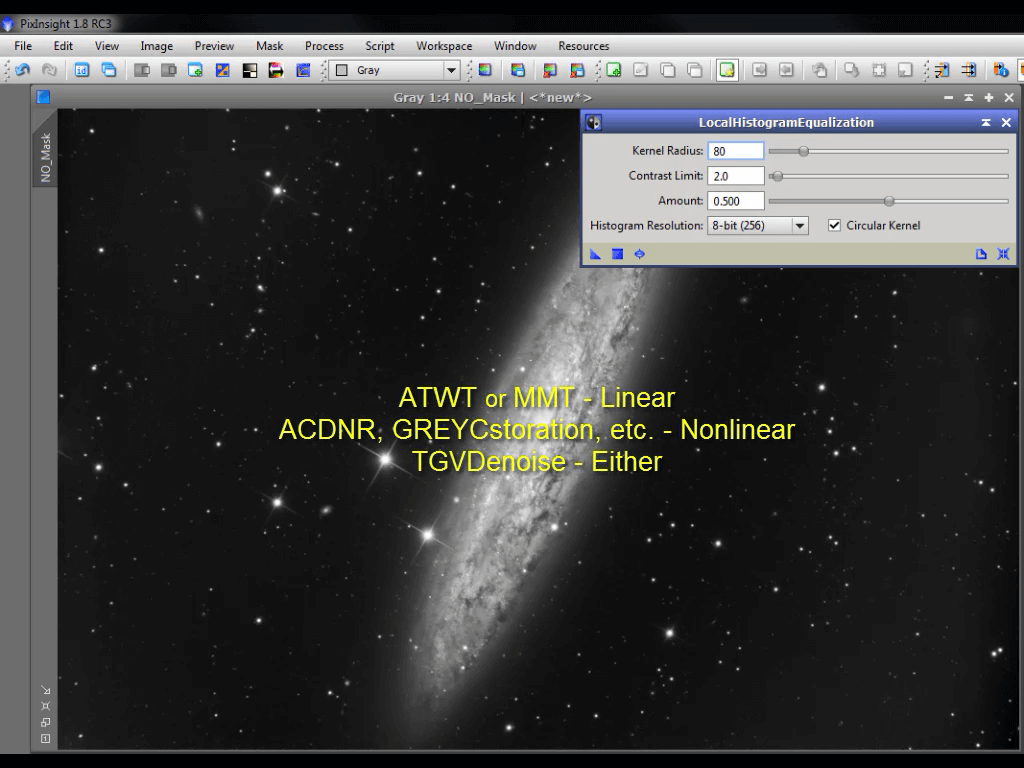 PixInsight 1.8 RC3
File Edit View Image Preview Mask Process Script Workspace Window Resources
Gray
Gray 1:4 NO_Mask | <*new*>
NO_Mask
LocalHistogramEqualization
Kernel Radius: 80
Contrast Limit: 2.0
Amount: 0.500
Histogram Resolution: 8-bit (256) Circular Kernel
ATWT or MMT - Linear
ACDNR, GREYCstoration, etc. - Nonlinear
TGVDenoise - Either